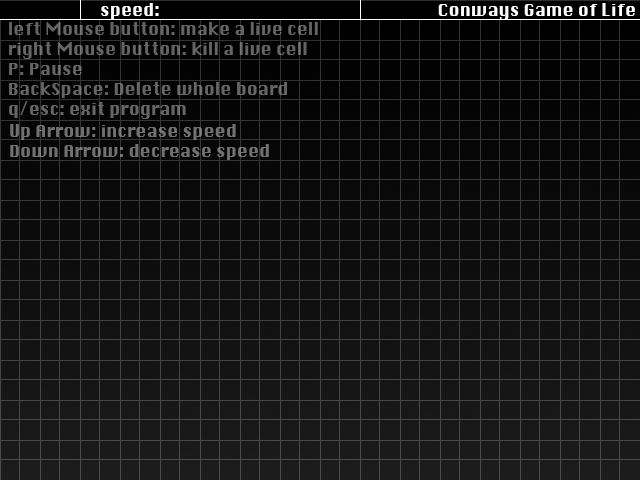 speed: Conways Game of Life
left Mouse button: make a live cell
right Mouse button: kill a live cell
P: Pause
BackSpace: Delete whole board
q/esc: exit program
Up Arrow: increase speed
Down Arrow: decrease speed